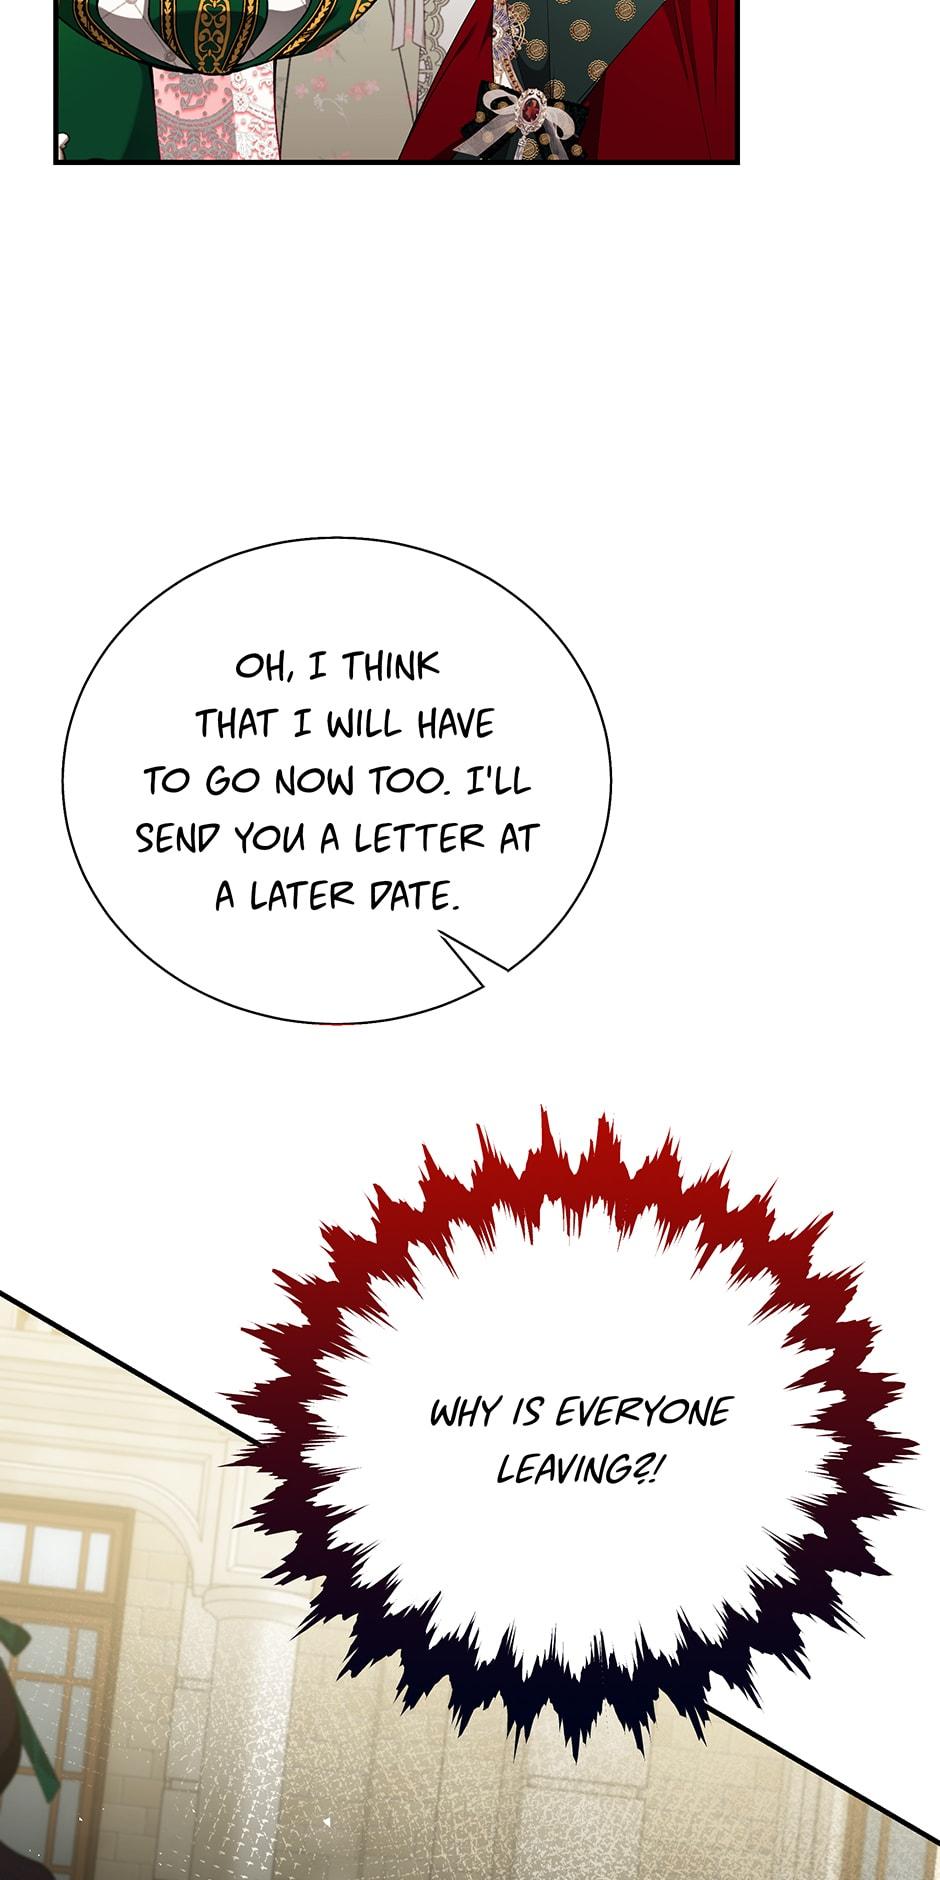 OH, I THINK
THAT I WILL HAVE
TO GO NOW TOO. I'LL
SEND YOU A LETTER AT
A LATER DATE.
WHY IS EVERYONE
LEAVING?!